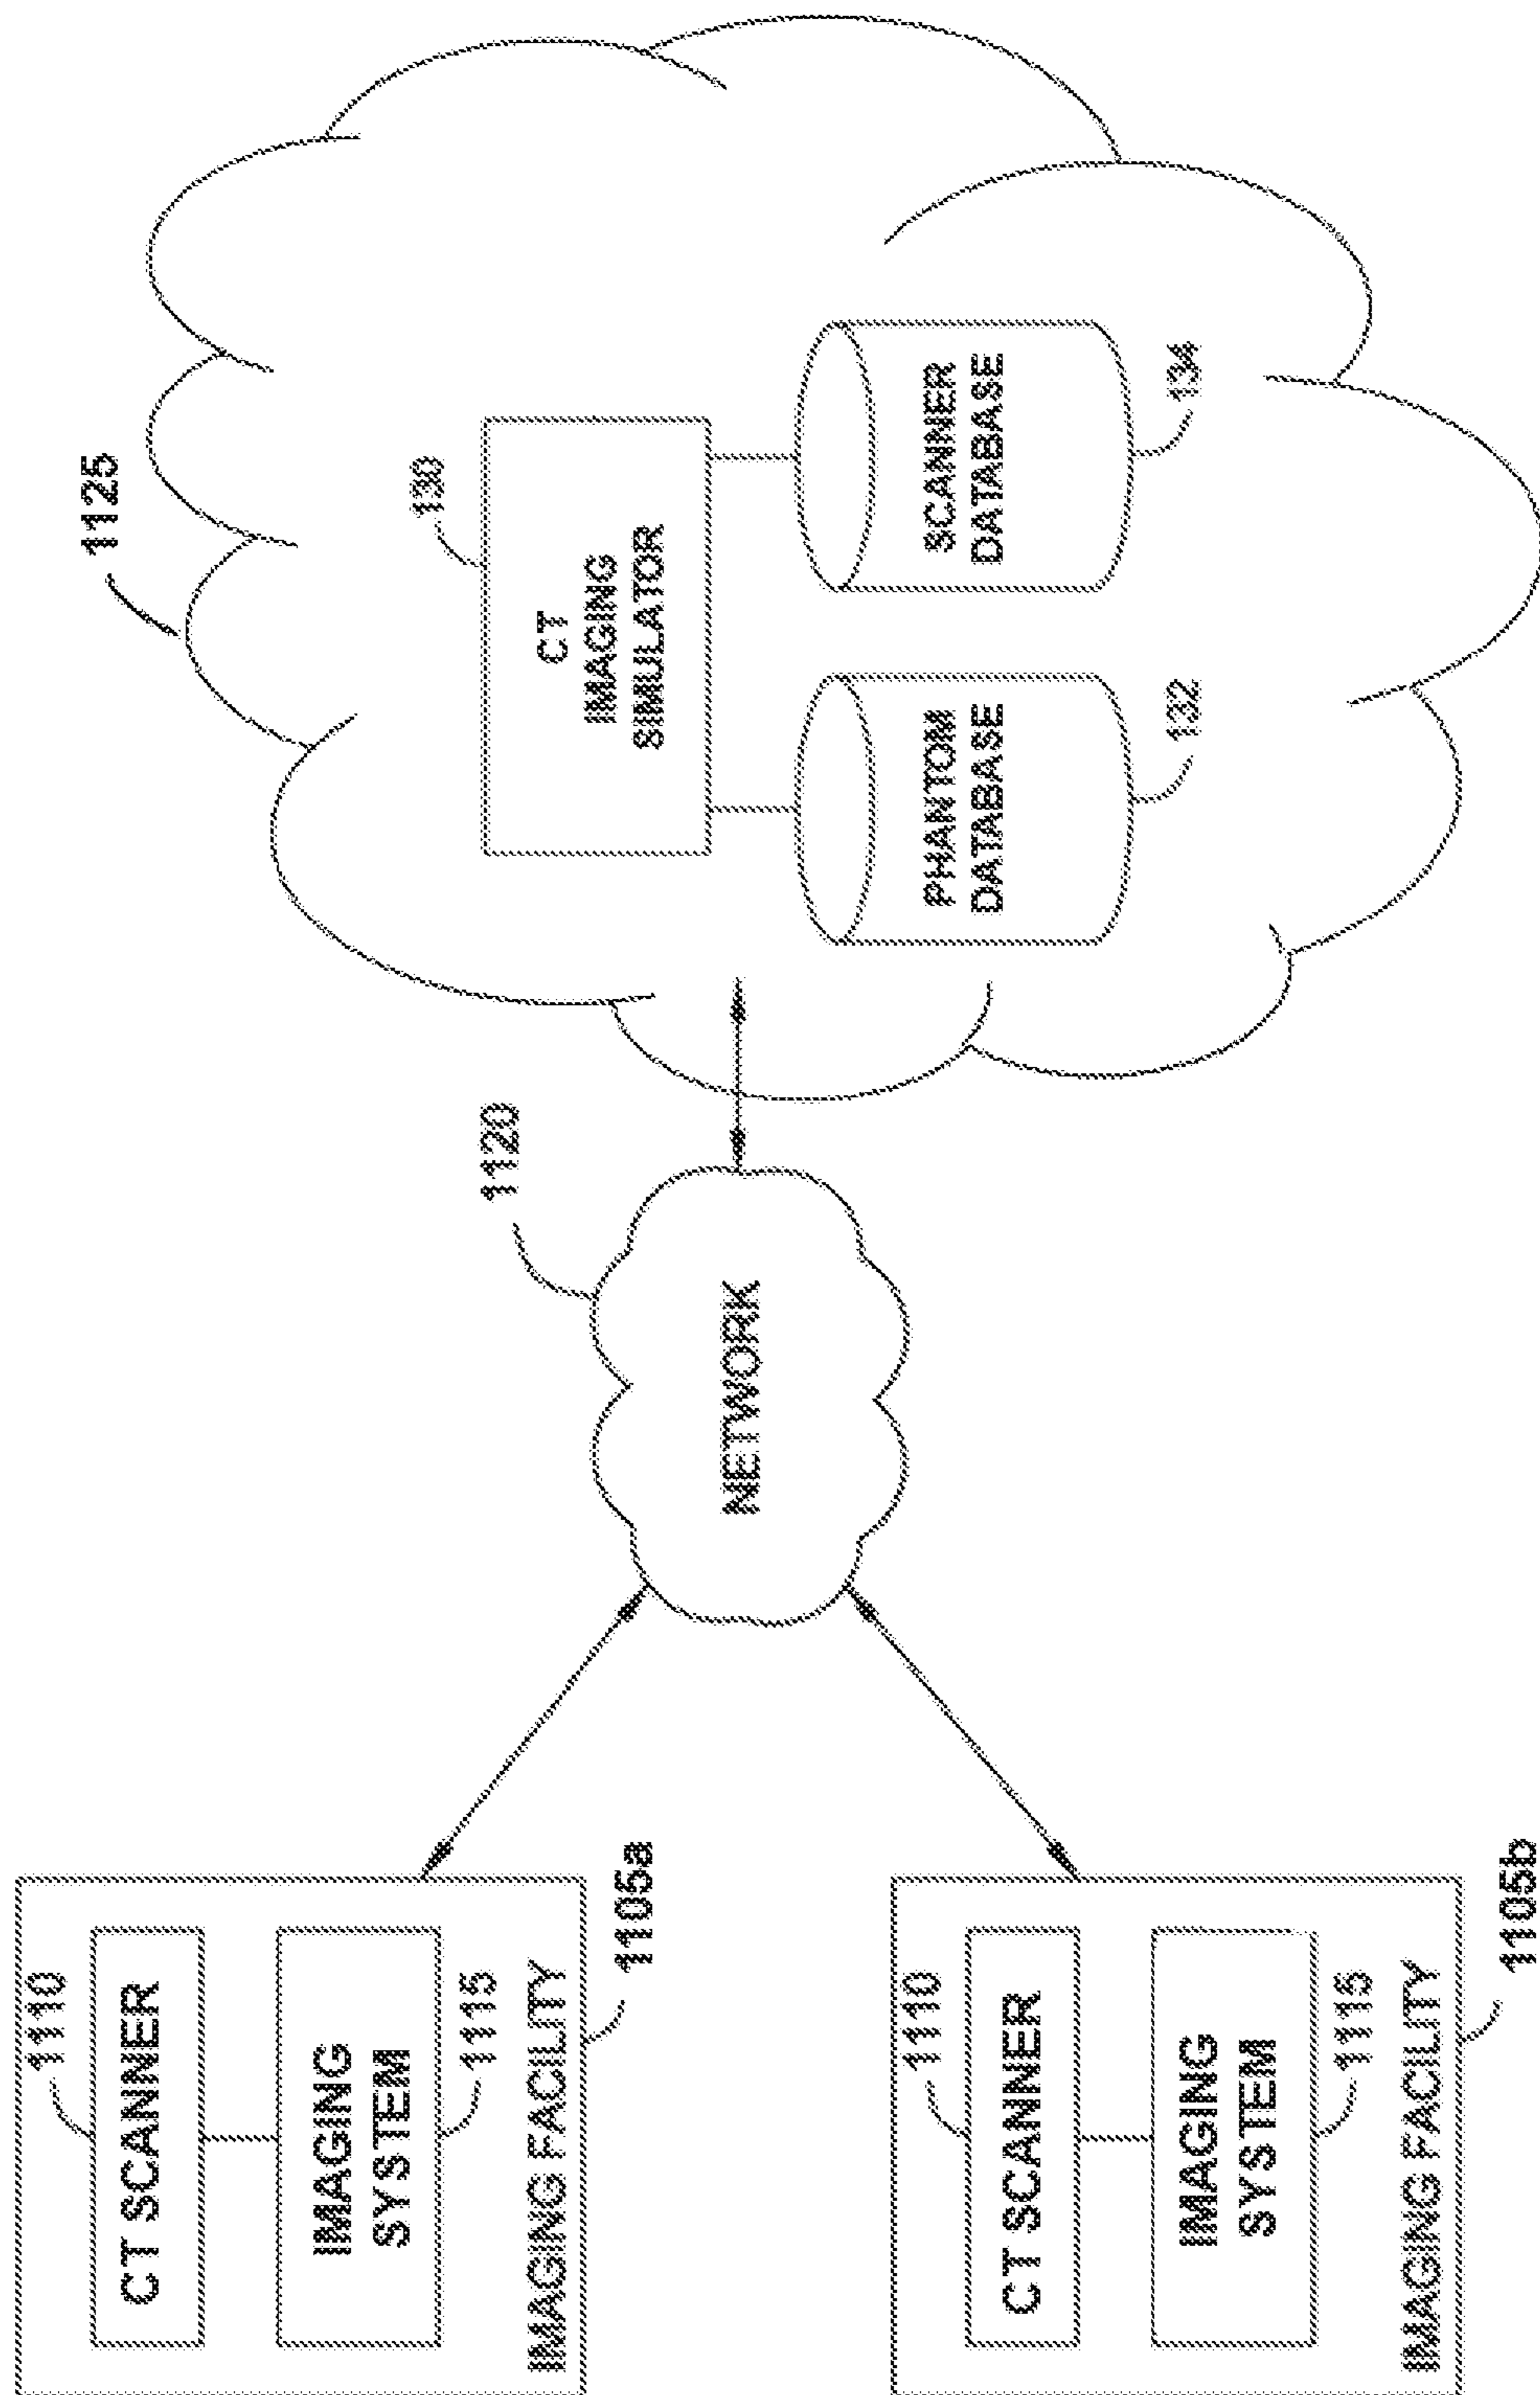 1110
CT SCANNER
IMAGING
SYSTEM
1115
IMAGING FACILITY
1105a
1110
CT SCANNER
IMAGING
SYSTEM
1115
IMAGING FACILITY
1105b
1120
NETWORK
1125
130
CT
IMAGING
SIMULATOR
PHANTOM
DATABASE
132
SCANNER
DATABASE
134